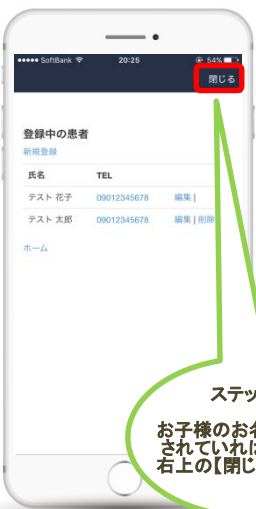 SoftBank 20:25 54%
閉じる
登録中の患者
新規登録
氏名 TEL
テスト 花子 09012345678 編集 |
テスト 太郎 09012345678 編集 | 削除
ホーム
ステッ
お子様のお名
されていれば
右上の【閉じ